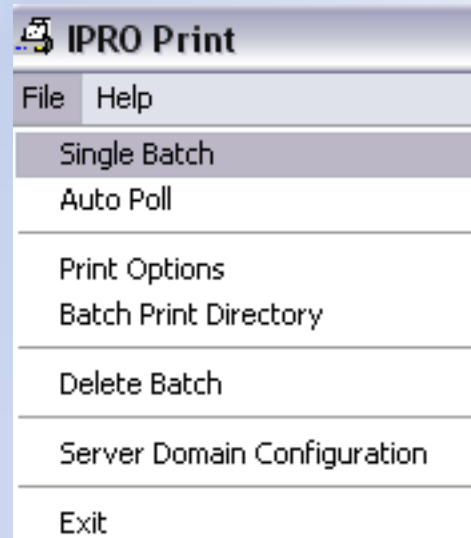 IPRO Print
File Help
Single Batch
Auto Poll
Print Options
Batch Print Directory
Delete Batch
Server Domain Configuration
Exit